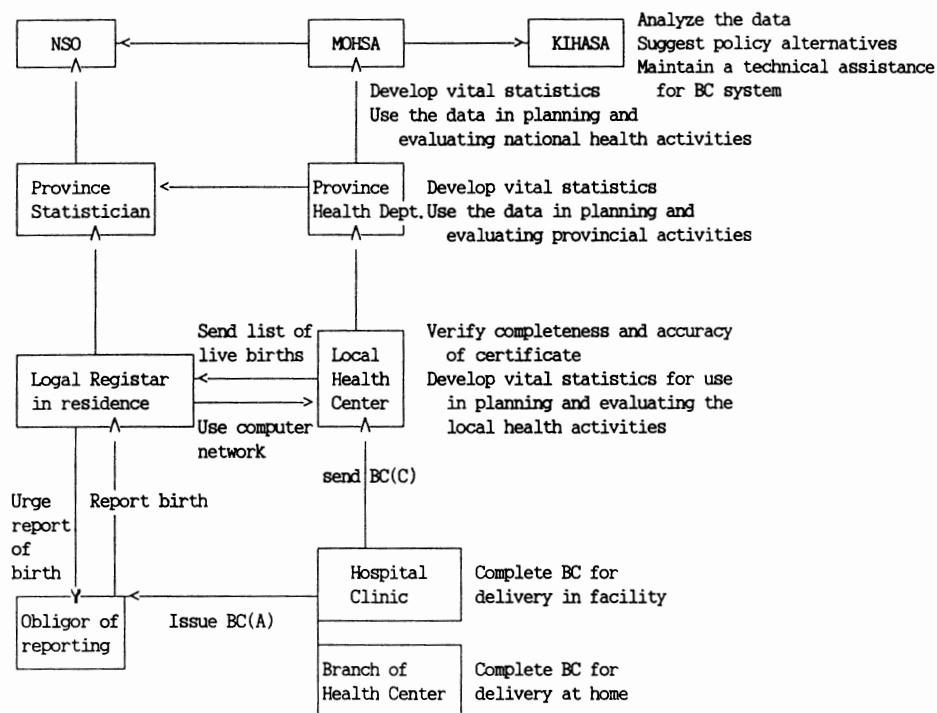 NSO
MOHSA
KIHASA
Analyze the data
Suggest policy alternatives
Maintain a technical assistance
for BC system
Develop vital statistics
Use the data in planning and
evaluating national health activities
Province
Statistician
Province
Health Dept.
Develop vital statistics
Use the data in planning and
evaluating provincial activities
Send list of
live births
Logal Registar
in residence
Local
Health
Center
Verify completeness and accuracy
of certificate
Develop vital statistics for use
in planning and evaluating the
local health activities
Use computer
network
send BC(C)
Urge
report
of
birth
Report birth
Hospital
Clinic
Complete BC for
delivery in facility
Obligor of
reporting
Issue BC(A)
Branch of
Health Center
Complete BC for
delivery at home